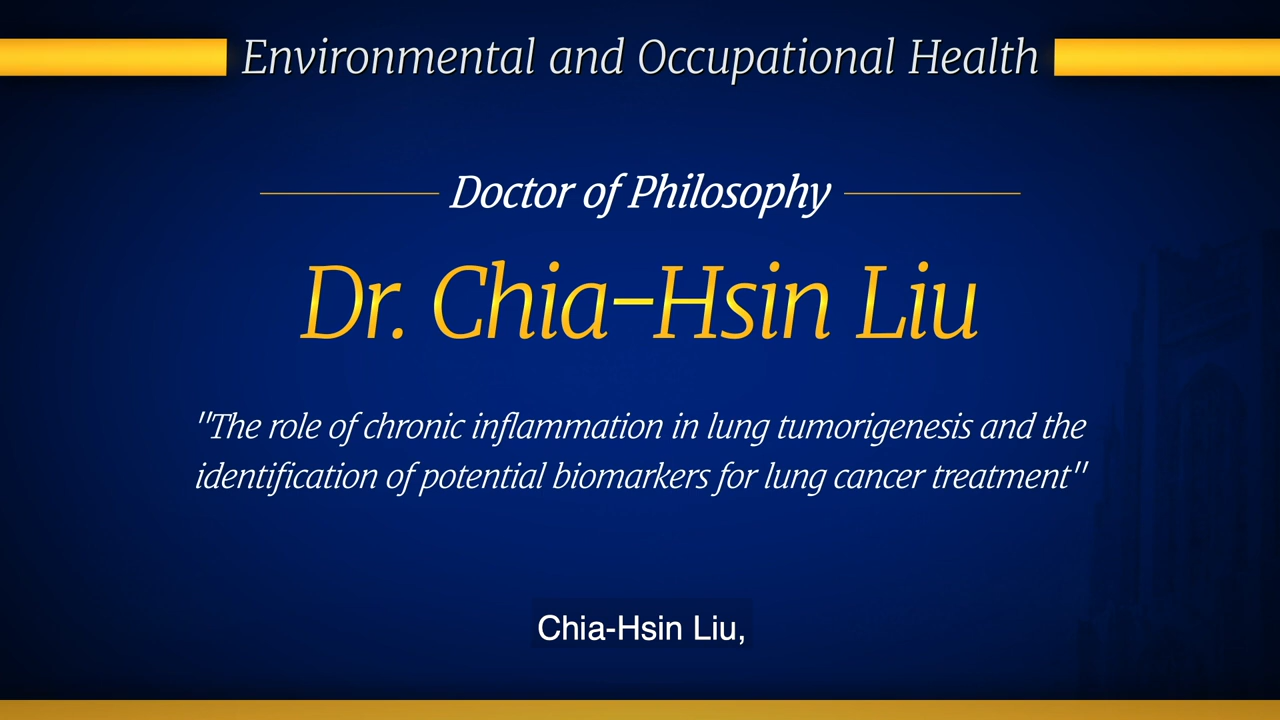 Environmental and Occupational Health
Doctor of Philosophy
Dr. Chia-Hsin Liu
"The role of chronic inflammation in lung tumorigenesis and the
identification of potential biomarkers for lung cancer treatment"
Chia-Hsin Liu,